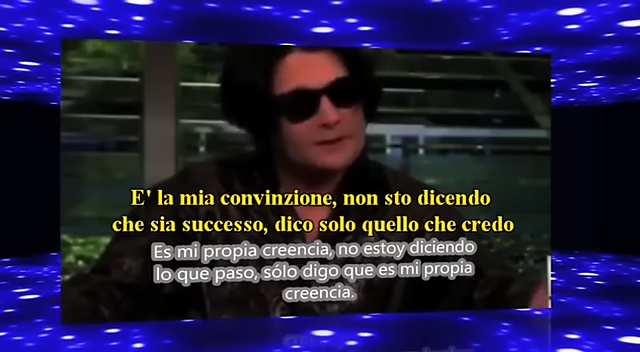 E' la mia convinzione, non sto dicendo
che sia successo, dico solo quello che credo
Es mi propia creencia, no estoy diciendo
lo que paso, sólo digo que es mi propia
creencia.